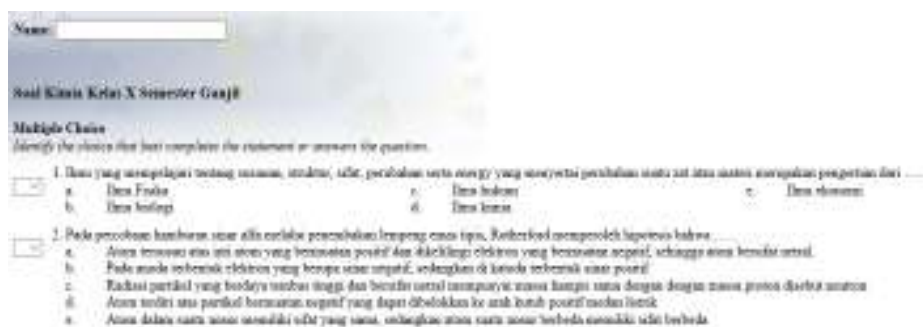 Name:
Soal Kimia Kelas X Semester Ganjil
Multiple Choice
Identify the choice that best completes the statement or answers the question.
1. Ilmu yang mempelajari tentang susunan, struktur, sifat, perubahan serta energy yang menyertai perubahan suatu zat atau materi merupakan pengertian dari ......
a. Ilmu Fisika c. Ilmu hukum e. Ilmu ekonomi
b. Ilmu biologi d. Ilmu kimia
2. Pada percobaan hamburan sinar alfa melalui penembakan lempeng emas tipis, Rutherford memperoleh hipotesis bahwa ......
a. Atom tersusun atas inti atom yang bermuatan positif dan dikelilingi elektron yang bermuatan negatif, sehingga atom bersifat netral.
b. Pada anoda terbentuk elektron yang berupa sinar negatif, sedangkan di katoda terbentuk sinar positif
c. Radiasi partikel yang berdaya tembus tinggi dan bersifat netral mempunyai massa hampir sama dengan dengan massa proton disebut neutron
d. Atom terdiri atas partikel bermuatan negatif yang dapat dibelokkan ke arah kutub positif medan listrik
e. Atom dalam suatu unsur memiliki sifat yang sama, sedangkan atom suatu unsur berbeda memiliki sifat berbeda